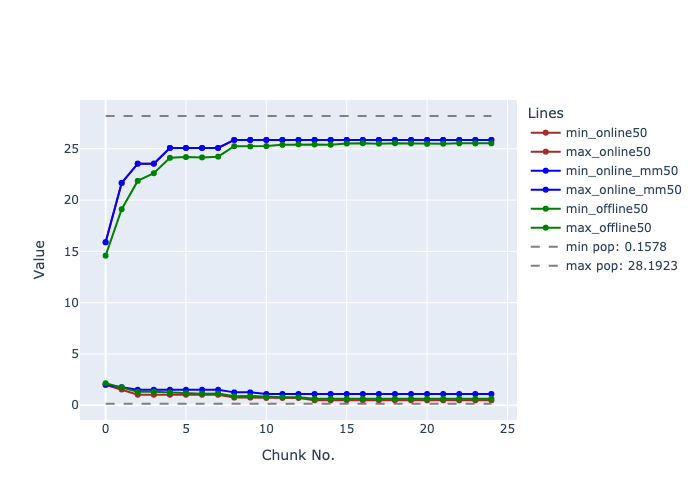 Lines
min_online50
max_online50
min_online_mm50
max_online_mm50
min_offline50
max_offline50
min pop: 0.1578
max pop: 28.1923
25
20
15
10
5
0
Value
0 5 10 15 20 25
Chunk No.